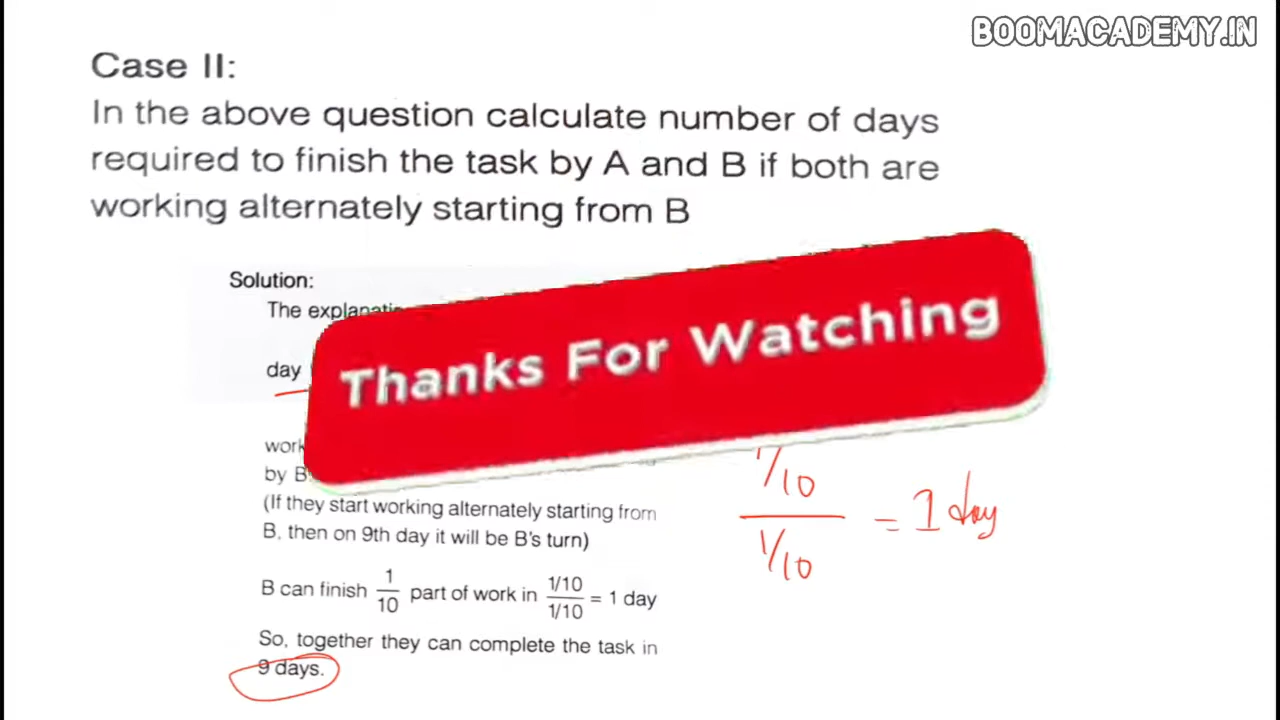 BOOMACADEMY.IN
Case II:
In the above question calculate number of days
required to finish the task by A and B if both are
working alternately starting from B
Solution:
The
day
Thanks For Watching
by B
(If they start working alternately starting from
B, then on 9th day it will be B's turn)
B can finish 1/10 part of work in 1/10 / 1/10 = 1 day
So, together they can complete the task in
9 days.
1/10 / 1/10 = 1 day